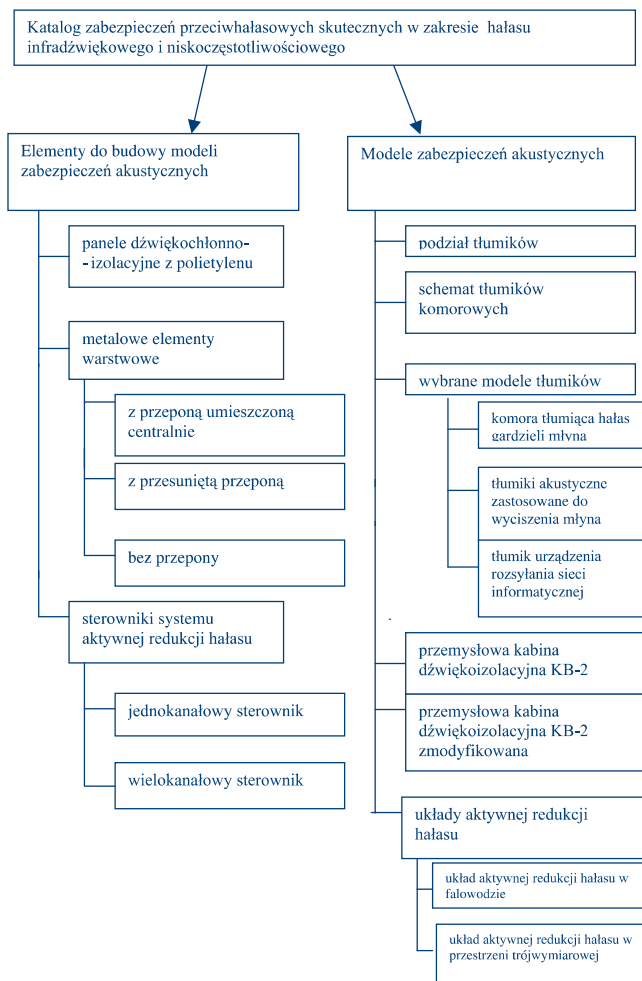 Katalog zabezpieczeń przeciwhałasowych skutecznych w zakresie hałasu
infradźwiękowego i niskoczęstotliwościowego
Elementy do budowy modeli
zabezpieczeń akustycznych
panele dźwiękochłonno-
-izolacyjne z polietylenu
metalowe elementy
warstwowe
z przeponą umieszczoną
centralnie
z przesuniętą przeponą
bez przepony
sterowniki systemu
aktywnej redukcji hałasu
jednokanałowy sterownik
wielokanałowy sterownik
Modele zabezpieczeń akustycznych
podział tłumików
schemat tłumików
komorowych
wybrane modele tłumików
komora tłumiąca hałas
gardzieli młyna
tłumiki akustyczne
zastosowane do
wyciszenia młyna
tłumik urządzenia
rozsyłania sieci
informatycznej
przemysłowa kabina
dźwiękoizolacyjna KB-2
przemysłowa kabina
dźwiękoizolacyjna KB-2
zmodyfikowana
układy aktywnej redukcji
hałasu
układ aktywnej redukcji hałasu w
falowodzie
układ aktywnej redukcji hałasu w
przestrzeni trójwymiarowej